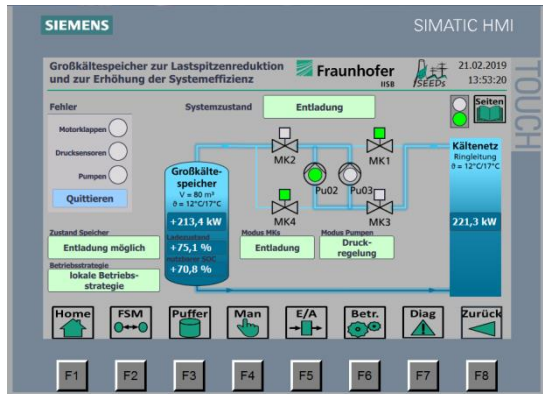 SIEMENS
SIMATIC HMI
TOUCH
Großkältespeicher zur Lastspitzenreduktion
und zur Erhöhung der Systemeffizienz
Fraunhofer
IISB
SEEDs
21.02.2019
13:53:20
Fehler
Systemzustand
Entladung
Seiten
Motorklappen
Drucksensoren
Pumpen
Quittieren
MK2
MK1
Pu02
Pu03
MK4
MK3
Großkälte-
speicher
V = 80 m³
θ = 12°C/17°C
+213,4 kW
Ladezustand
+75,1 %
nutzbarer SOC
+70,8 %
Kältenetz
Ringleitung
θ = 12°C/17°C
221,3 kW
Zustand Speicher
Entladung möglich
Modus MKs
Entladung
Modus Pumpen
Druck-
regelung
Betriebsstrategie
lokale Betriebs-
strategie
Home
FSM
Puffer
Man
E/A
Betr.
Diag
Zurück
F1
F2
F3
F4
F5
F6
F7
F8